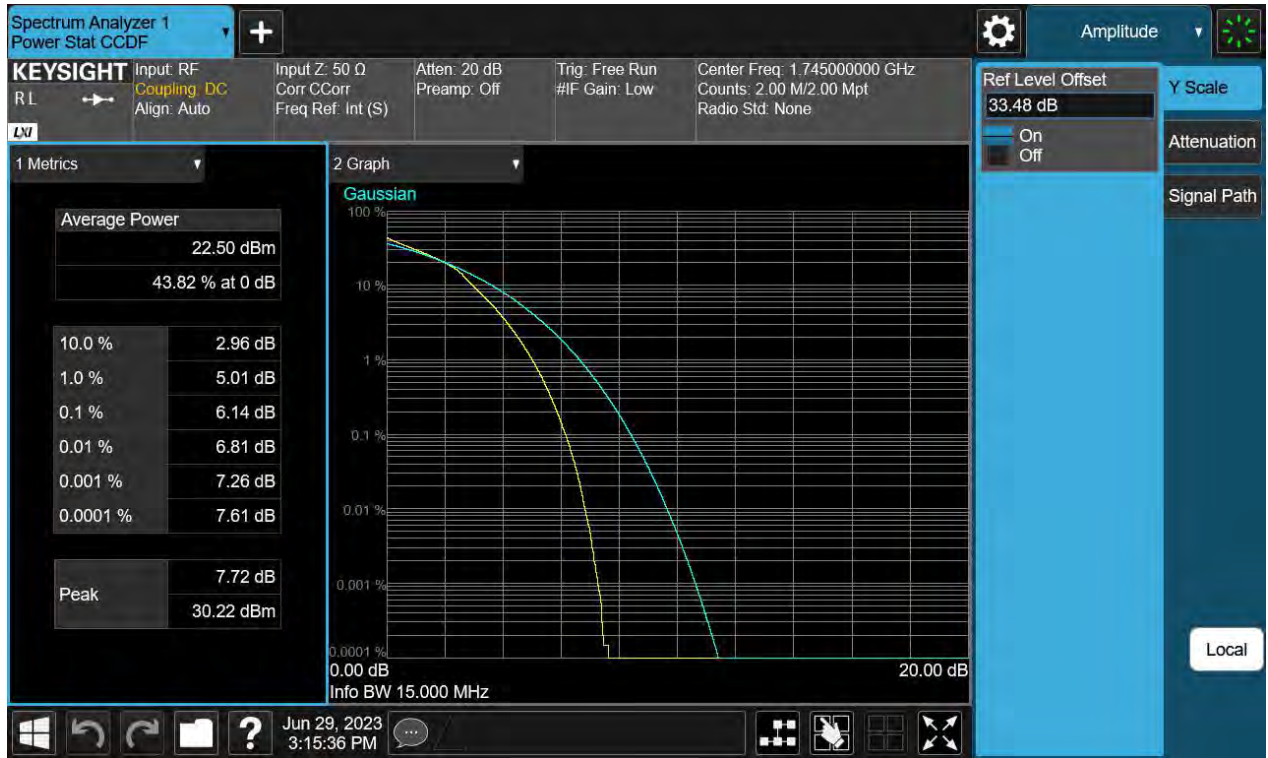 Spectrum Analyzer 1
Power Stat CCDF
Amplitude
KEYSIGHT
RL
LXI
Input: RF
Coupling: DC
Align: Auto
Input Z: 50 Ω
Corr CCorr
Freq Ref: Int (S)
Atten: 20 dB
Preamp: Off
Trig: Free Run
#IF Gain: Low
Center Freq: 1.745000000 GHz
Counts: 2.00 M/2.00 Mpt
Radio Std: None
1 Metrics
Average Power
22.50 dBm
43.82 % at 0 dB
10.0 % 2.96 dB
1.0 % 5.01 dB
0.1 % 6.14 dB
0.01 % 6.81 dB
0.001 % 7.26 dB
0.0001 % 7.61 dB
Peak
7.72 dB
30.22 dBm
2 Graph
Gaussian
100 %
10 %
1 %
0.1 %
0.01 %
0.001 %
0.0001 %
0.00 dB 20.00 dB
Info BW 15.000 MHz
Ref Level Offset
33.48 dB
On
Off
Y Scale
Attenuation
Signal Path
Local
?
Jun 29, 2023
3:15:36 PM